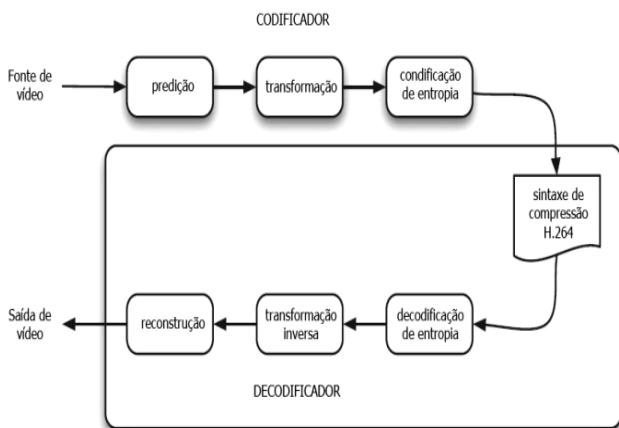 CODIFICADOR
Fonte de
vídeo
predição
transformação
condificação
de entropia
sintaxe de
compressão
H.264
Saída de
vídeo
reconstrução
transformação
inversa
decodificação
de entropia
DECODIFICADOR